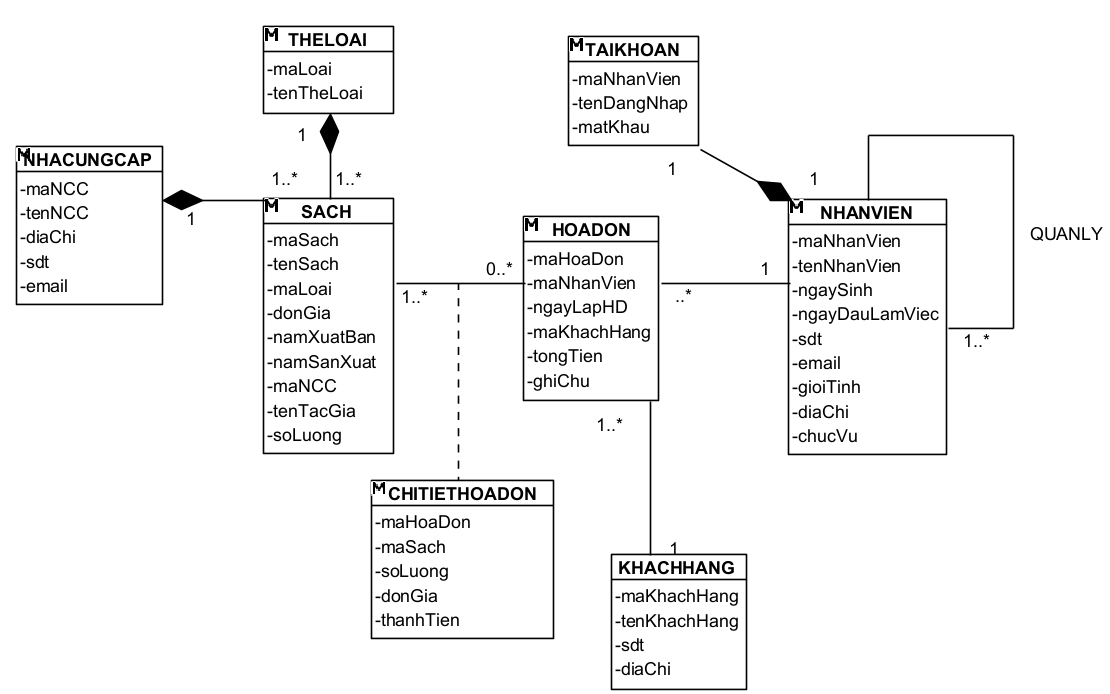 M THELOAI
-maLoai
-tenTheLoai
1
1..*
1..*
M TAIKHOAN
-maNhanVien
-tenDangNhap
-matKhau
1
1
M NHACUNGCAP
-maNCC
-tenNCC
-diaChi
-sdt
-email
1
M SACH
-maSach
-tenSach
-maLoai
-donGia
-namXuatBan
-namSanXuat
-maNCC
-tenTacGia
-soLuong
1..*
0..*
M HOADON
-maHoaDon
-maNhanVien
-ngayLapHD
-maKhachHang
-tongTien
-ghiChu
..*
1
1..*
M NHANVIEN
-maNhanVien
-tenNhanVien
-ngaySinh
-ngayDauLamViec
-sdt
-email
-gioiTinh
-diaChi
-chucVu
QUANLY
1..*
M CHITIETHOADON
-maHoaDon
-maSach
-soLuong
-donGia
-thanhTien
1
KHACHHANG
-maKhachHang
-tenKhachHang
-sdt
-diaChi